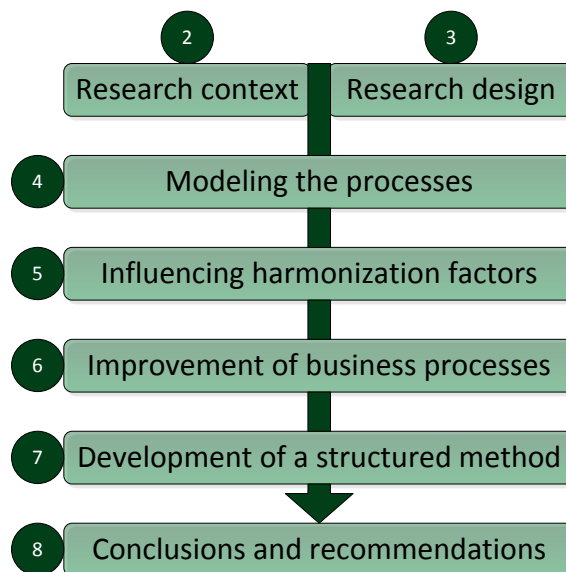 2
3
Research context
Research design
4
Modeling the processes
5
Influencing harmonization factors
6
Improvement of business processes
7
Development of a structured method
8
Conclusions and recommendations